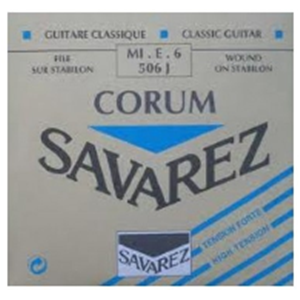 GUITARE CLASSIQUE CLASSIC GUITAR
FILE MI . E . 6 WOUND
SUR STABILON 506 J ON STABILON
CORUM
SAVAREZ
TENSION FORTE
HIGH TENSION
SAVAREZ